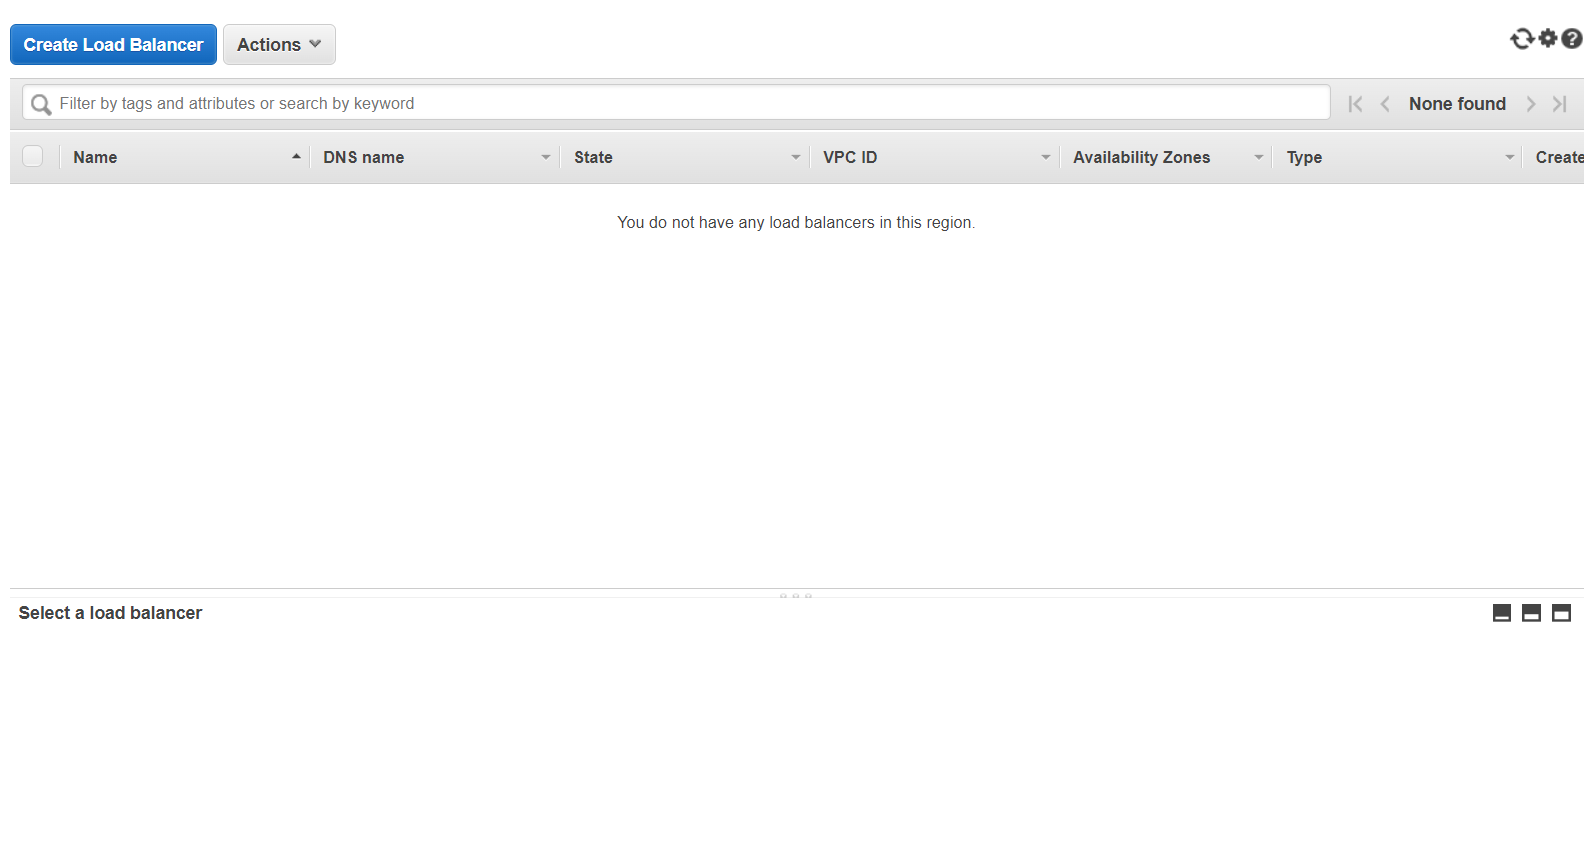 Create Load Balancer Actions
Filter by tags and attributes or search by keyword None found
Name DNS name State VPC ID Availability Zones Type Create
You do not have any load balancers in this region.
Select a load balancer